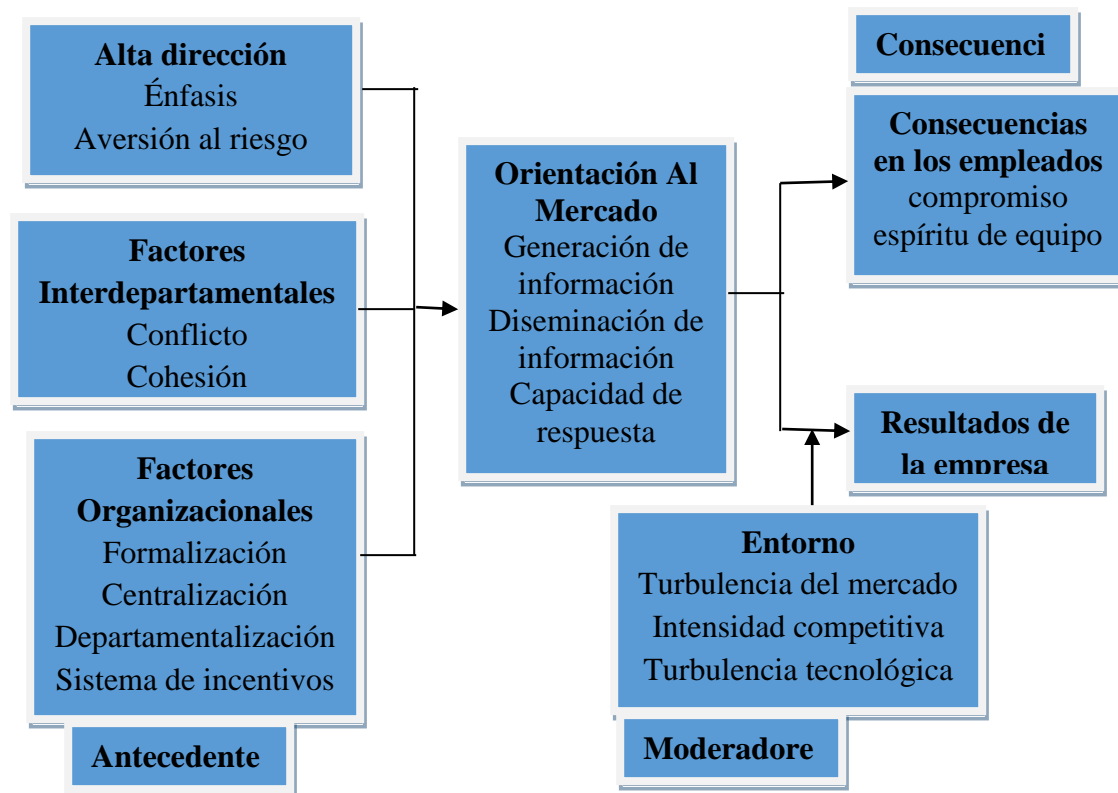 Alta dirección
Énfasis
Aversión al riesgo
Factores
Interdepartamentales
Conflicto
Cohesión
Factores
Organizacionales
Formalización
Centralización
Departamentalización
Sistema de incentivos
Antecedente
Orientación Al
Mercado
Generación de
información
Diseminación de
información
Capacidad de
respuesta
Consecuenci
Consecuencias
en los empleados
compromiso
espíritu de equipo
Resultados de
la empresa
Entorno
Turbulencia del mercado
Intensidad competitiva
Turbulencia tecnológica
Moderadore